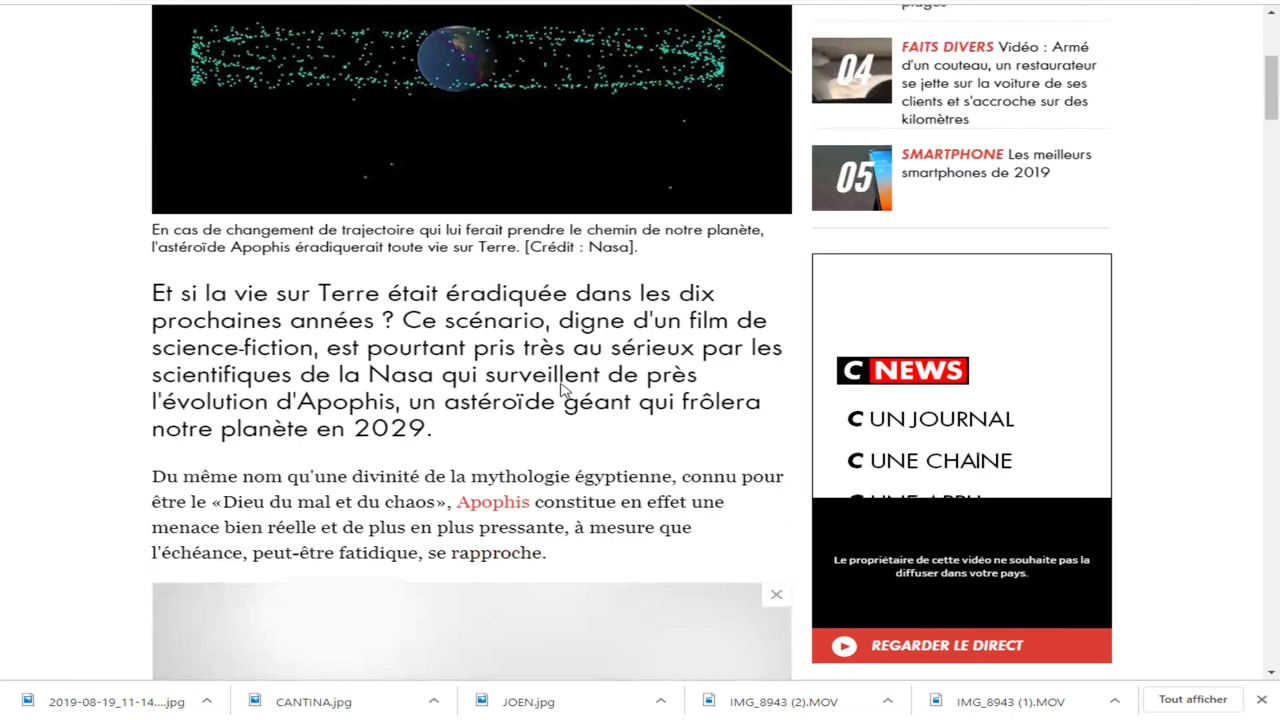 En cas de changement de trajectoire qui lui ferait prendre le chemin de notre planète,
l'astéroïde Apophis éradiquerait toute vie sur Terre. [Crédit : Nasa].
Et si la vie sur Terre était éradiquée dans les dix
prochaines années ? Ce scénario, digne d'un film de
science-fiction, est pourtant pris très au sérieux par les
scientifiques de la Nasa qui surveillent de près
l'évolution d'Apophis, un astéroïde géant qui frôlera
notre planète en 2029.
Du même nom qu'une divinité de la mythologie égyptienne, connu pour
être le «Dieu du mal et du chaos», Apophis constitue en effet une
menace bien réelle et de plus en plus pressante, à mesure que
l'échéance, peut-être fatidique, se rapproche.
plages
04
FAITS DIVERS Vidéo : Armé
d'un couteau, un restaurateur
se jette sur la voiture de ses
clients et s'accroche sur des
kilomètres
05
SMARTPHONE Les meilleurs
smartphones de 2019
C NEWS
C UN JOURNAL
C UNE CHAÎNE
C UNE APPLI
Le propriétaire de cette vidéo ne souhaite pas la
diffuser dans votre pays.
REGARDER LE DIRECT
2019-08-19_11-14....jpg
CANTINA.jpg
JOEN.jpg
IMG_8943 (2).MOV
IMG_8943 (1).MOV
Tout afficher